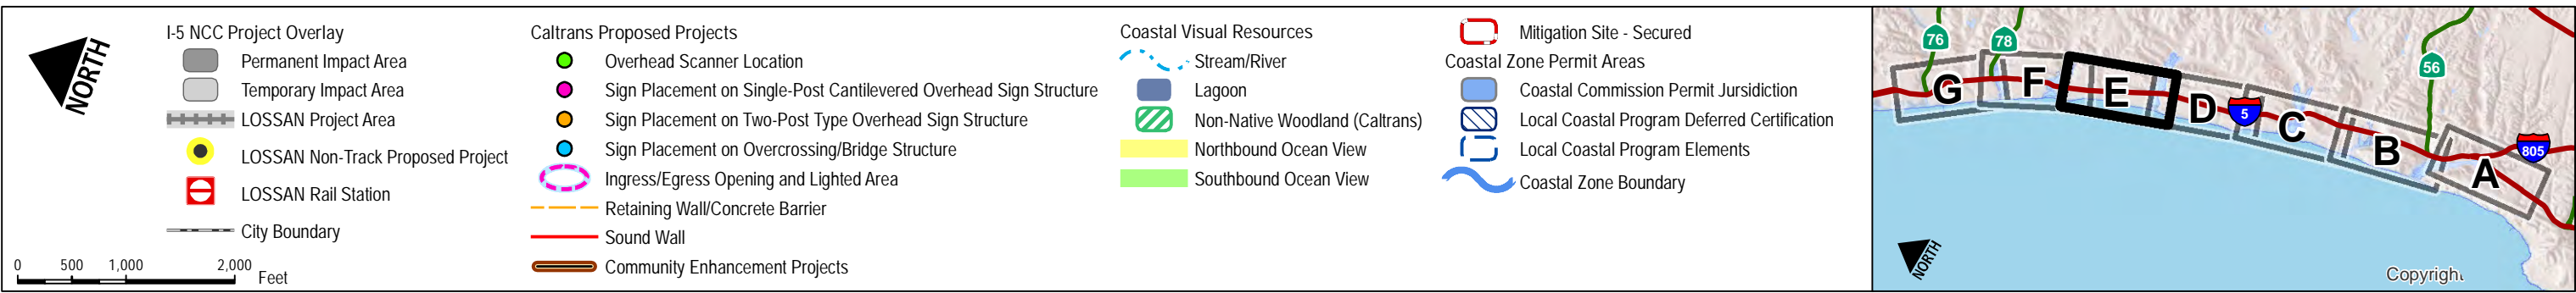 NORTH
0 500 1,000 2,000 Feet
I-5 NCC Project Overlay
Permanent Impact Area
Temporary Impact Area
LOSSAN Project Area
LOSSAN Non-Track Proposed Project
LOSSAN Rail Station
City Boundary
Caltrans Proposed Projects
Overhead Scanner Location
Sign Placement on Single-Post Cantilevered Overhead Sign Structure
Sign Placement on Two-Post Type Overhead Sign Structure
Sign Placement on Overcrossing/Bridge Structure
Ingress/Egress Opening and Lighted Area
Retaining Wall/Concrete Barrier
Sound Wall
Community Enhancement Projects
Coastal Visual Resources
Stream/River
Lagoon
Non-Native Woodland (Caltrans)
Northbound Ocean View
Southbound Ocean View
Mitigation Site - Secured
Coastal Zone Permit Areas
Coastal Commission Permit Jursidiction
Local Coastal Program Deferred Certification
Local Coastal Program Elements
Coastal Zone Boundary
76
78
56
G F E D 5 C B A
805
NORTH
Copyright